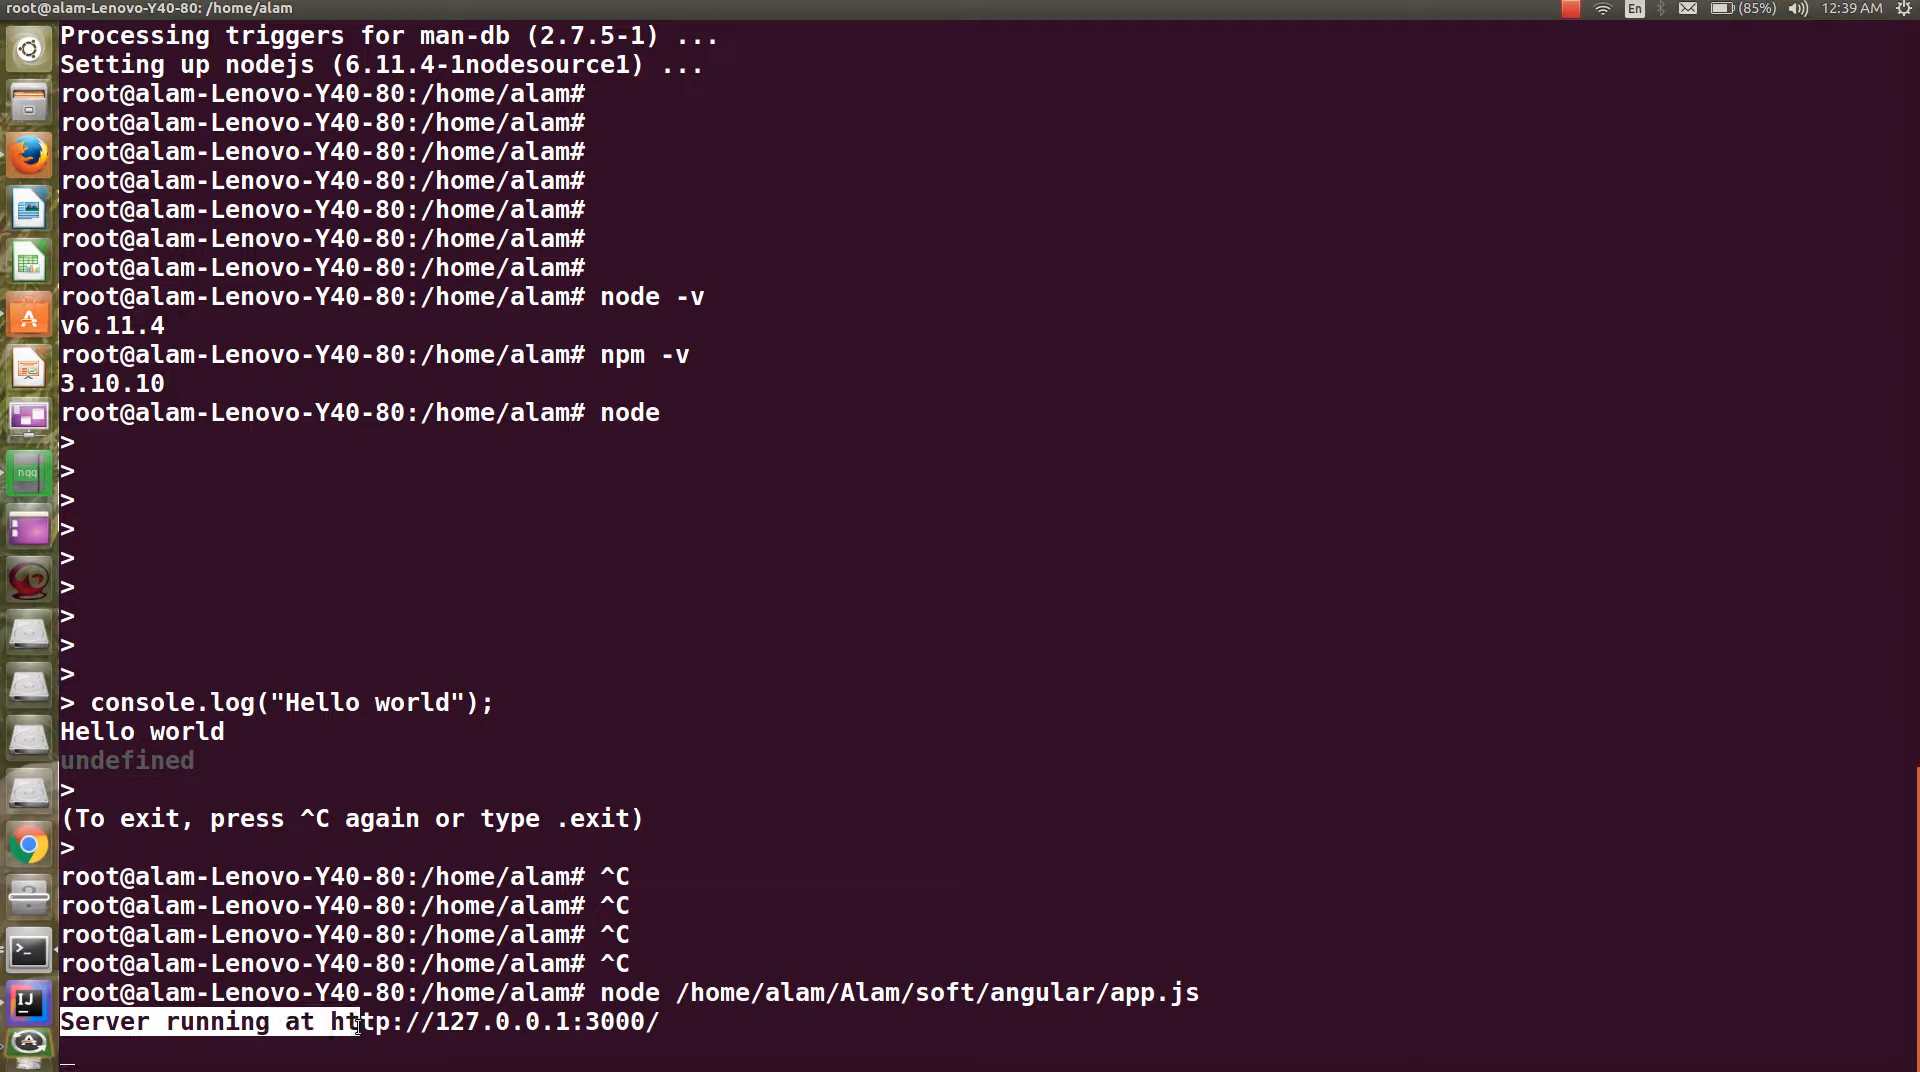 root@alam-Lenovo-Y40-80: /home/alam
En
(85%)
12:39 AM
Processing triggers for man-db (2.7.5-1) ...
Setting up nodejs (6.11.4-1nodesource1) ...
root@alam-Lenovo-Y40-80:/home/alam#
root@alam-Lenovo-Y40-80:/home/alam#
root@alam-Lenovo-Y40-80:/home/alam#
root@alam-Lenovo-Y40-80:/home/alam#
root@alam-Lenovo-Y40-80:/home/alam#
root@alam-Lenovo-Y40-80:/home/alam#
root@alam-Lenovo-Y40-80:/home/alam#
root@alam-Lenovo-Y40-80:/home/alam# node -v
v6.11.4
root@alam-Lenovo-Y40-80:/home/alam# npm -v
3.10.10
root@alam-Lenovo-Y40-80:/home/alam# node
>
>
>
>
>
>
>
>
>
> console.log("Hello world");
Hello world
undefined
>
(To exit, press ^C again or type .exit)
>
root@alam-Lenovo-Y40-80:/home/alam# ^C
root@alam-Lenovo-Y40-80:/home/alam# ^C
root@alam-Lenovo-Y40-80:/home/alam# ^C
root@alam-Lenovo-Y40-80:/home/alam# ^C
root@alam-Lenovo-Y40-80:/home/alam# node /home/alam/Alam/soft/angular/app.js
Server running at http://127.0.0.1:3000/
nqq
IJ